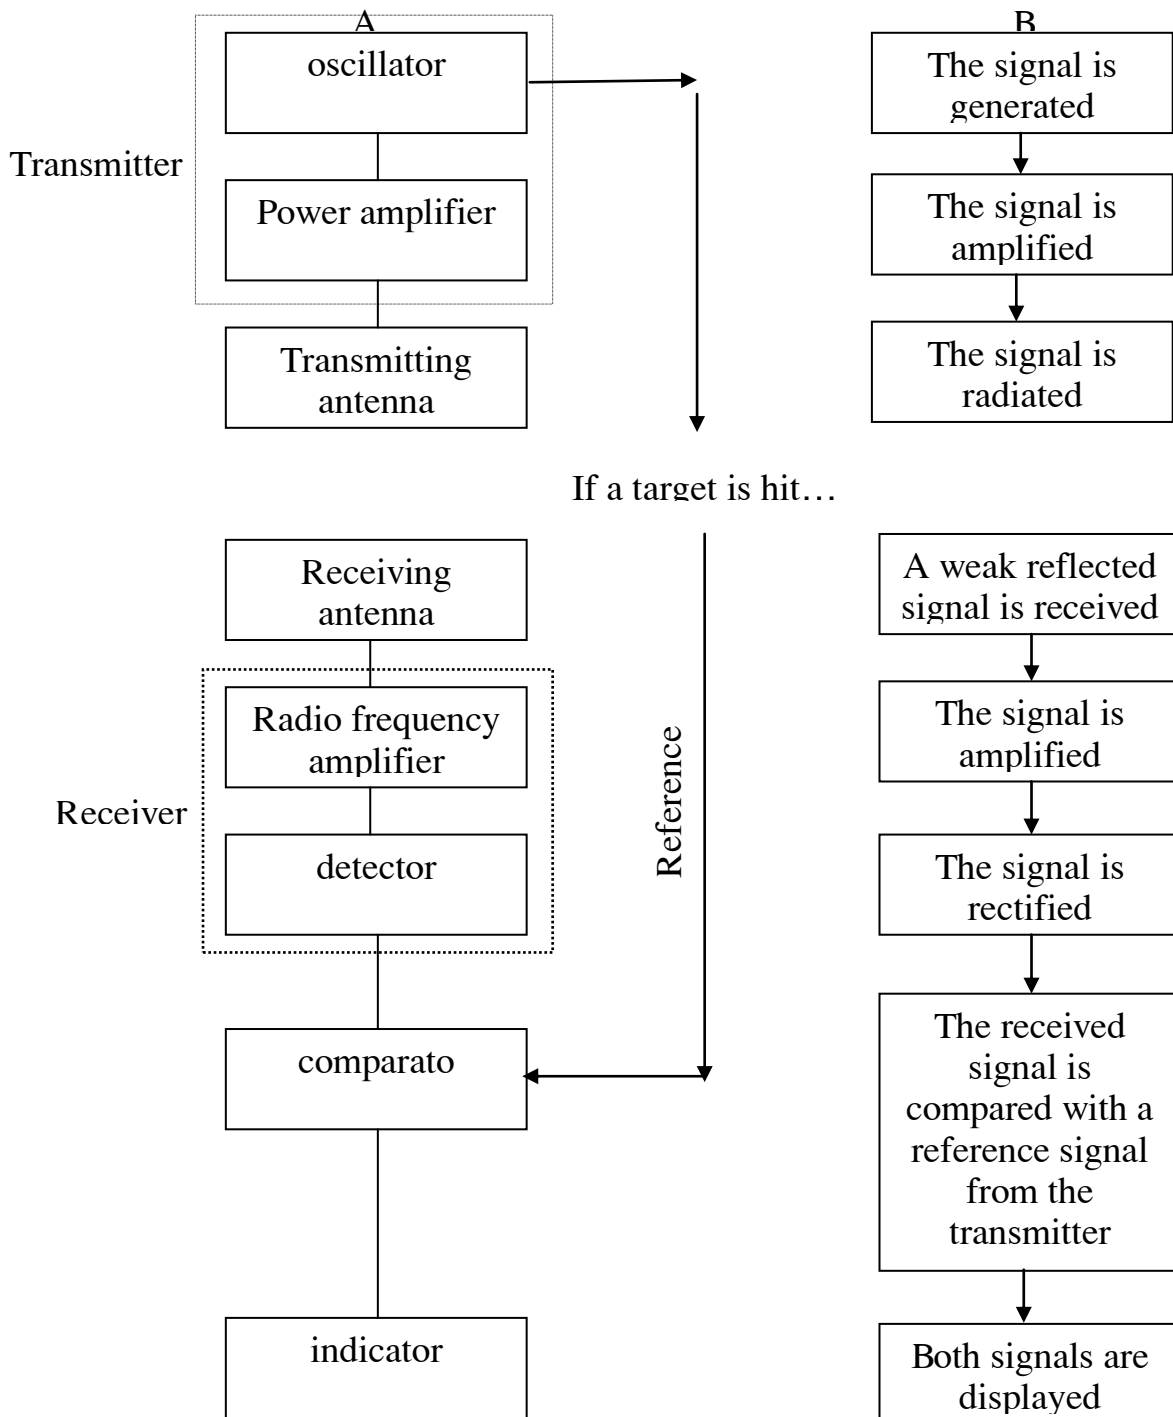 A
oscillator
Transmitter
Power amplifier
Transmitting
antenna
B
The signal is
generated
The signal is
amplified
The signal is
radiated
If a target is hit…
Receiving
antenna
Radio frequency
amplifier
Receiver
detector
comparato
indicator
Reference
A weak reflected
signal is received
The signal is
amplified
The signal is
rectified
The received
signal is
compared with a
reference signal
from the
transmitter
Both signals are
displayed